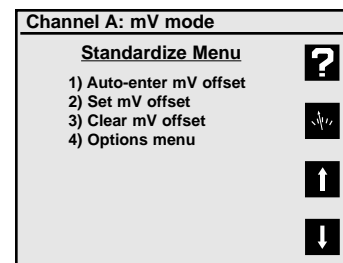 Channel A: mV mode
Standardize Menu
1) Auto-enter mV offset
2) Set mV offset
3) Clear mV offset
4) Options menu
?